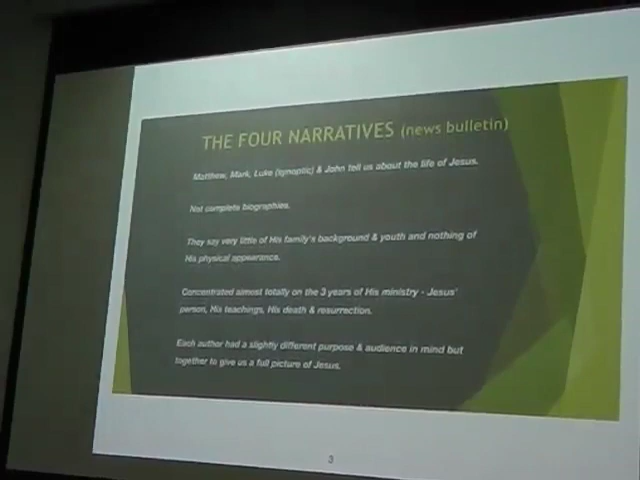 THE FOUR NARRATIVES (news bulletin)
Matthew, Mark, Luke (synoptic) & John tell us about the life of Jesus.
Not complete biographies.
They say very little of His family's background & youth and nothing of
His physical appearance.
Concentrated almost totally on the 3 years of His ministry - Jesus'
person, His teachings, His death & resurrection.
Each author had a slightly different purpose & audience in mind but
together to give us a full picture of Jesus.
3